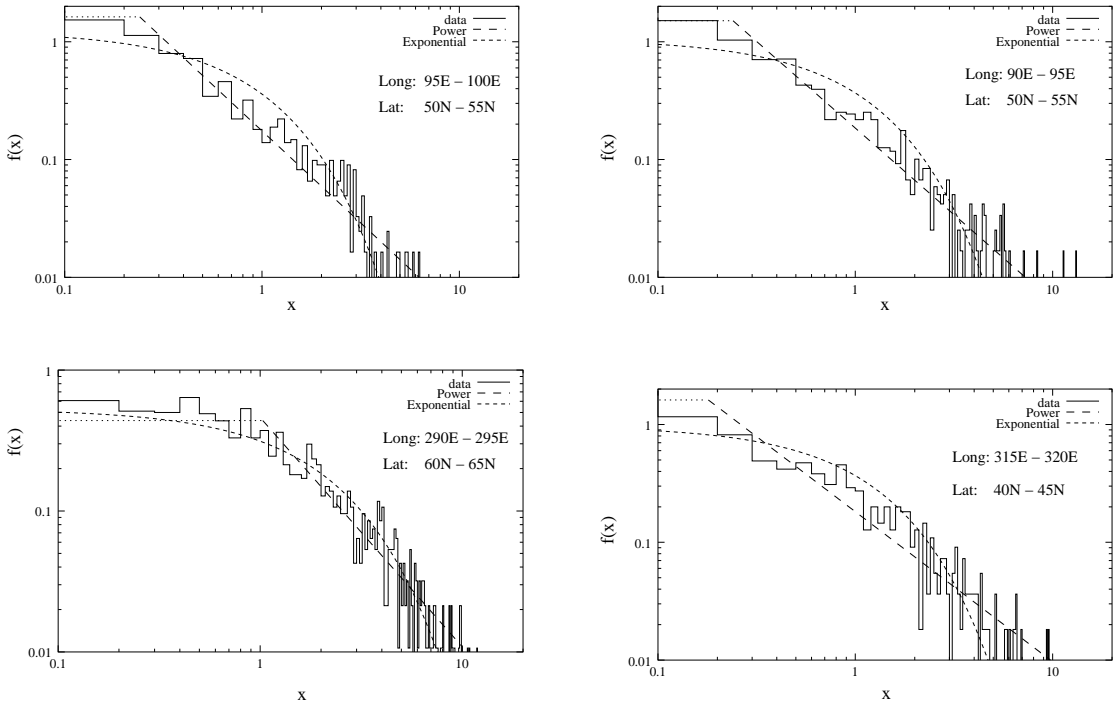 data
Power
Exponential
Long: 95E – 100E
Lat: 50N – 55N
f(x)
1
0.1
0.01
0.1
1
10
x
data
Power
Exponential
Long: 90E – 95E
Lat: 50N – 55N
f(x)
1
0.1
0.01
0.1
1
10
x
data
Power
Exponential
Long: 290E – 295E
Lat: 60N – 65N
f(x)
1
0.1
0.01
0.1
1
10
x
data
Power
Exponential
Long: 315E – 320E
Lat: 40N – 45N
f(x)
1
0.1
0.01
0.1
1
10
x